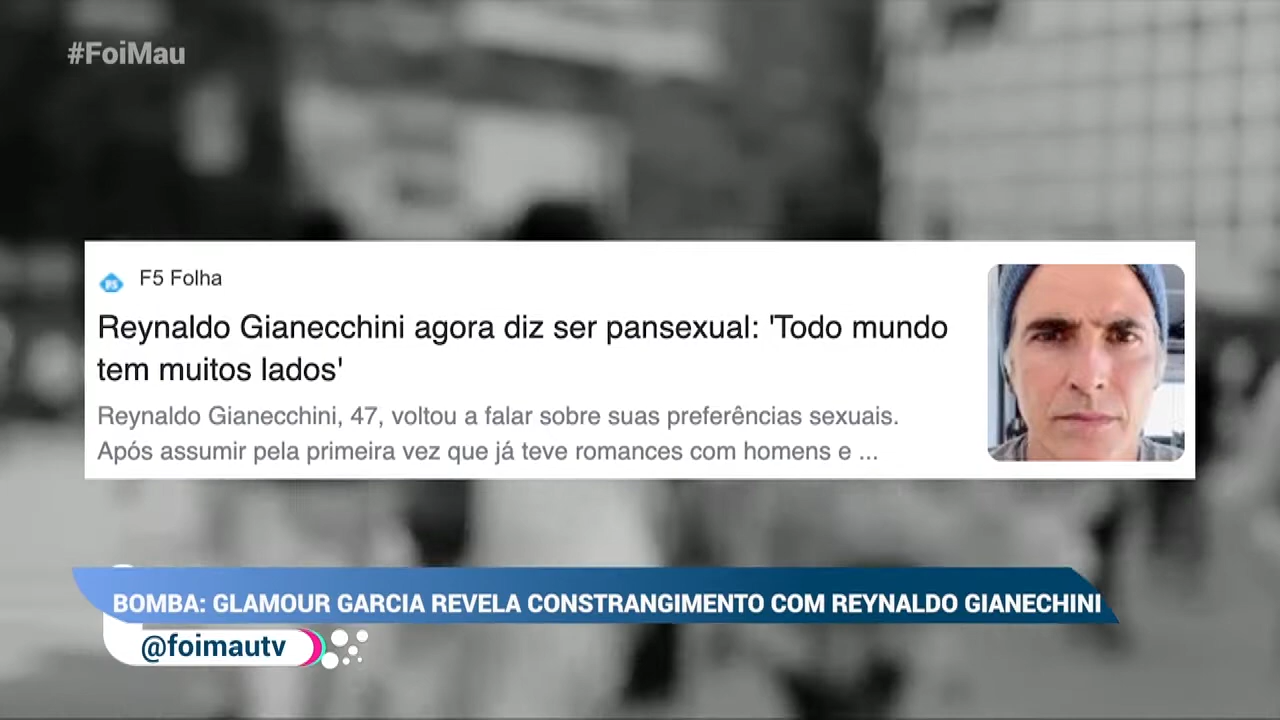 #FoiMau
F5 Folha
Reynaldo Gianecchini agora diz ser pansexual: 'Todo mundo
tem muitos lados'
Reynaldo Gianecchini, 47, voltou a falar sobre suas preferências sexuais.
Após assumir pela primeira vez que já teve romances com homens e ...
BOMBA: GLAMOUR GARCIA REVELA CONSTRANGIMENTO COM REYNALDO GIANECHINI
@foimautv